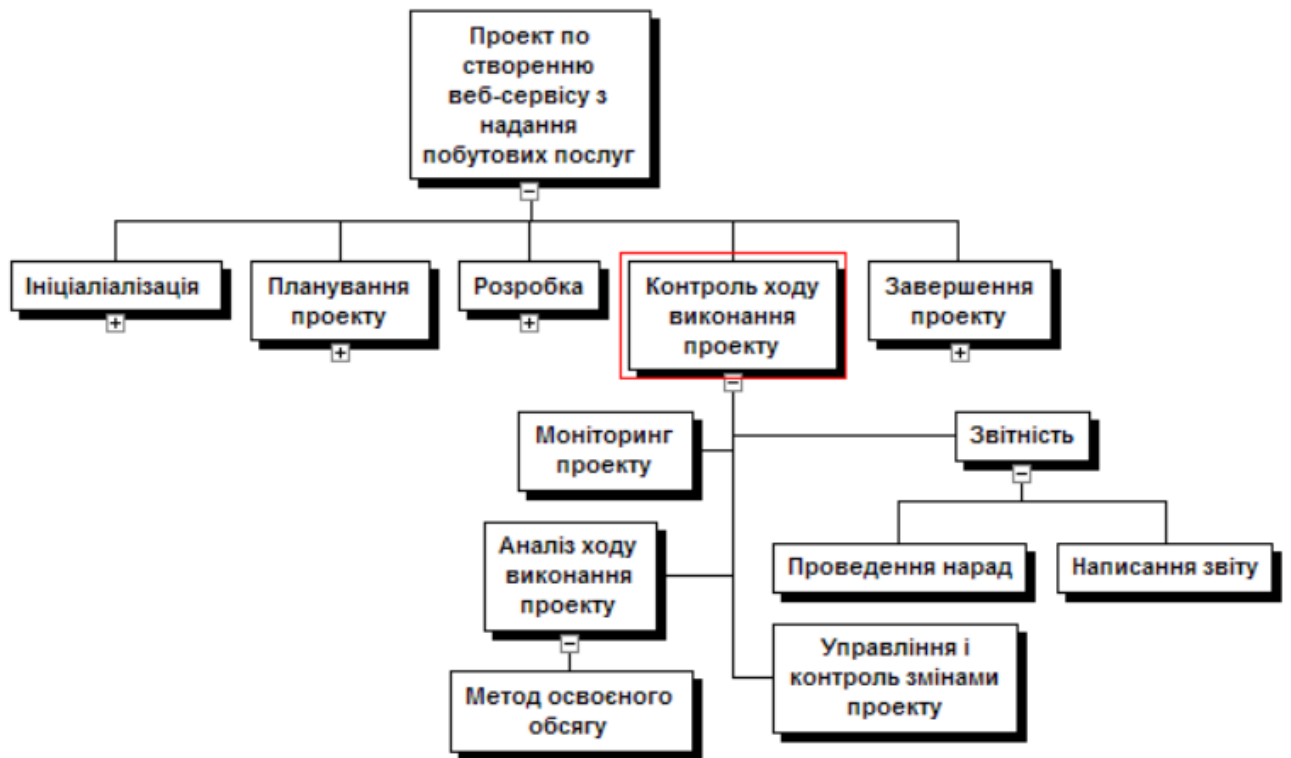 Проект по
створенню
веб-сервісу з
надання
побутових послуг
Ініціаліалізація
Планування
проекту
Розробка
Контроль ходу
виконання
проекту
Завершення
проекту
Моніторинг
проекту
Звітність
Аналіз ходу
виконання
проекту
Проведення нарад
Написання звіту
Метод освоєного
обсягу
Управління і
контроль змінами
проекту